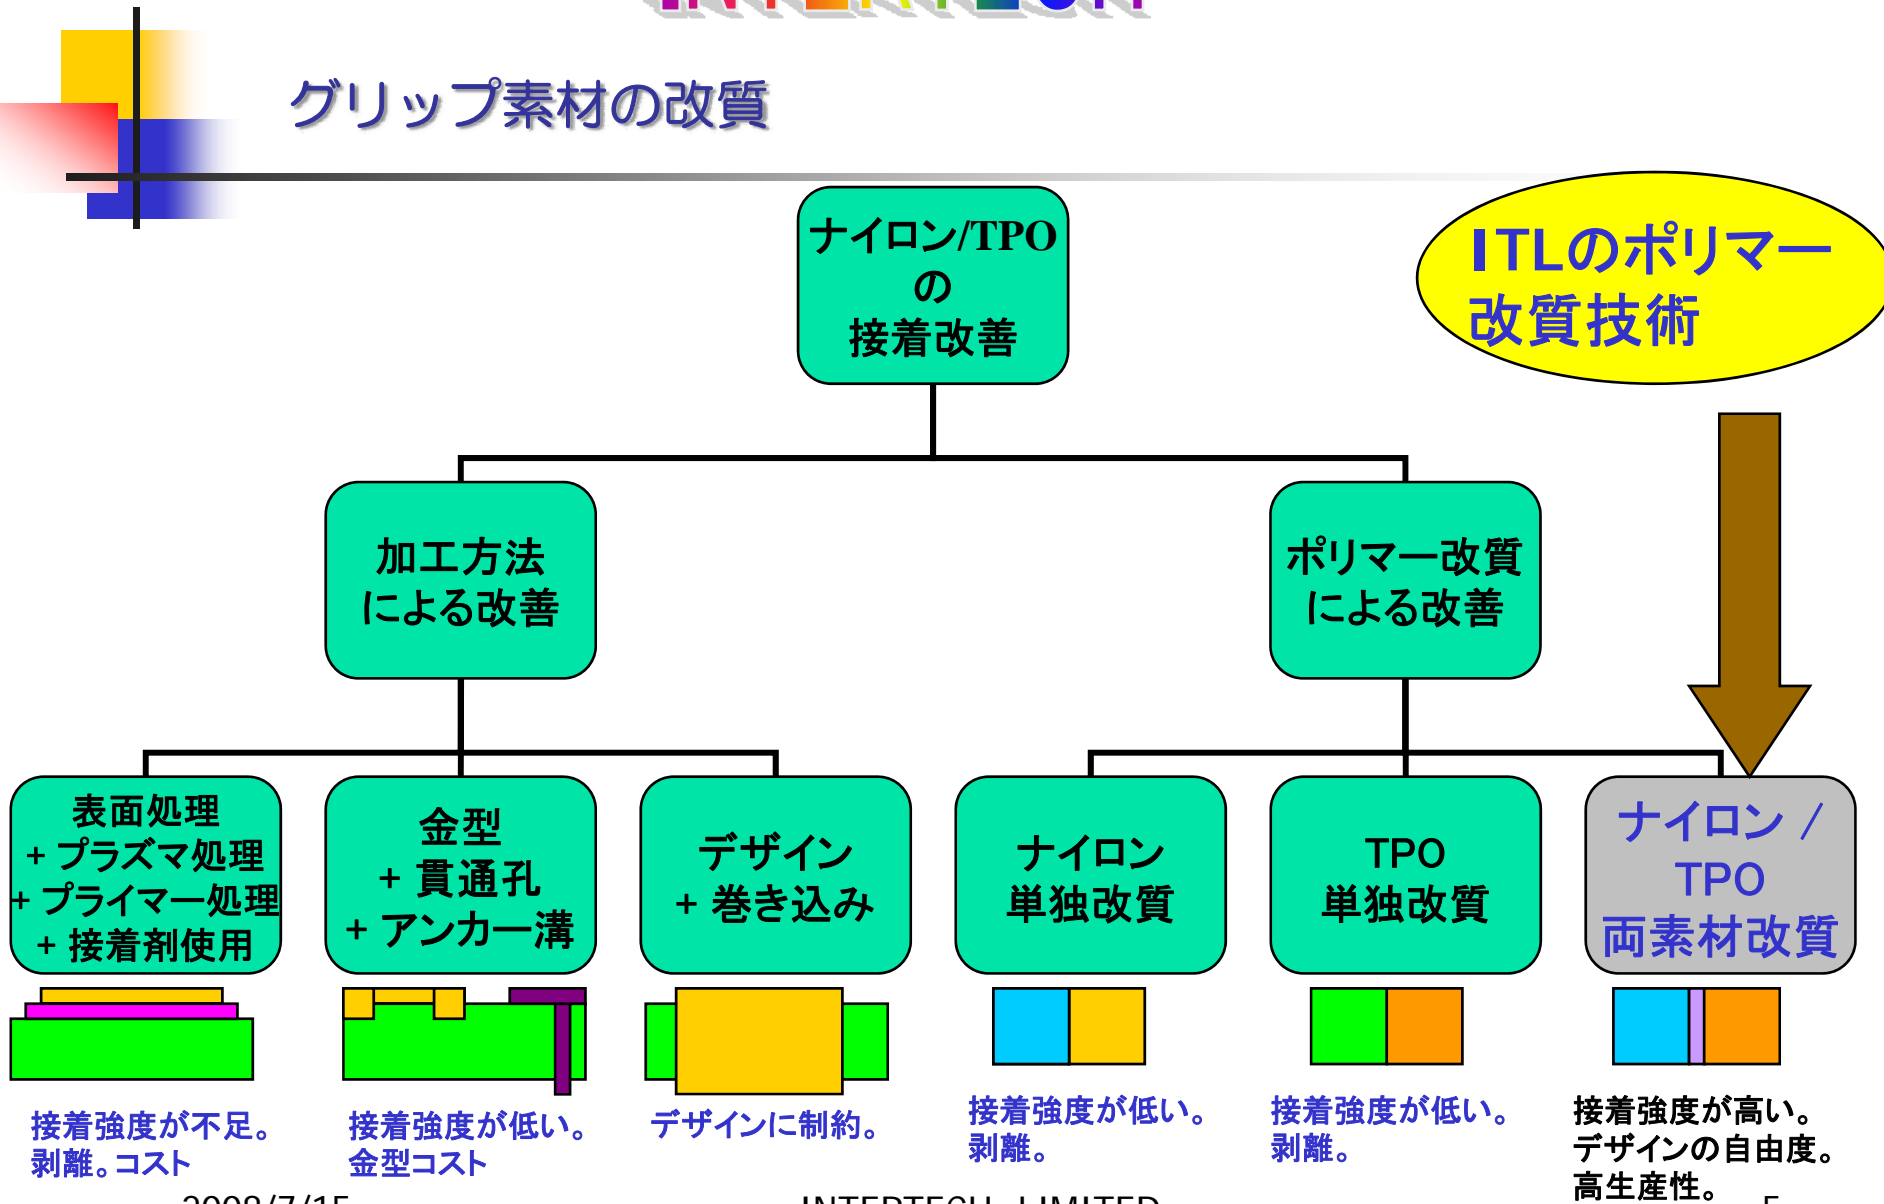 INTERTECH
グリップ素材の改質
ナイロン/TPO
の
接着改善
ITLのポリマー
改質技術
加工方法
による改善
ポリマー改質
による改善
表面処理
+ プラズマ処理
+ プライマー処理
+ 接着剤使用
金型
+ 貫通孔
+ アンカー溝
デザイン
+ 巻き込み
ナイロン
単独改質
TPO
単独改質
ナイロン /
TPO
両素材改質
接着強度が不足。
剥離。コスト
接着強度が低い。
金型コスト
デザインに制約。
接着強度が低い。
剥離。
接着強度が低い。
剥離。
接着強度が高い。
デザインの自由度。
高生産性。
2008/7/15
INTERTECH LIMITED
5